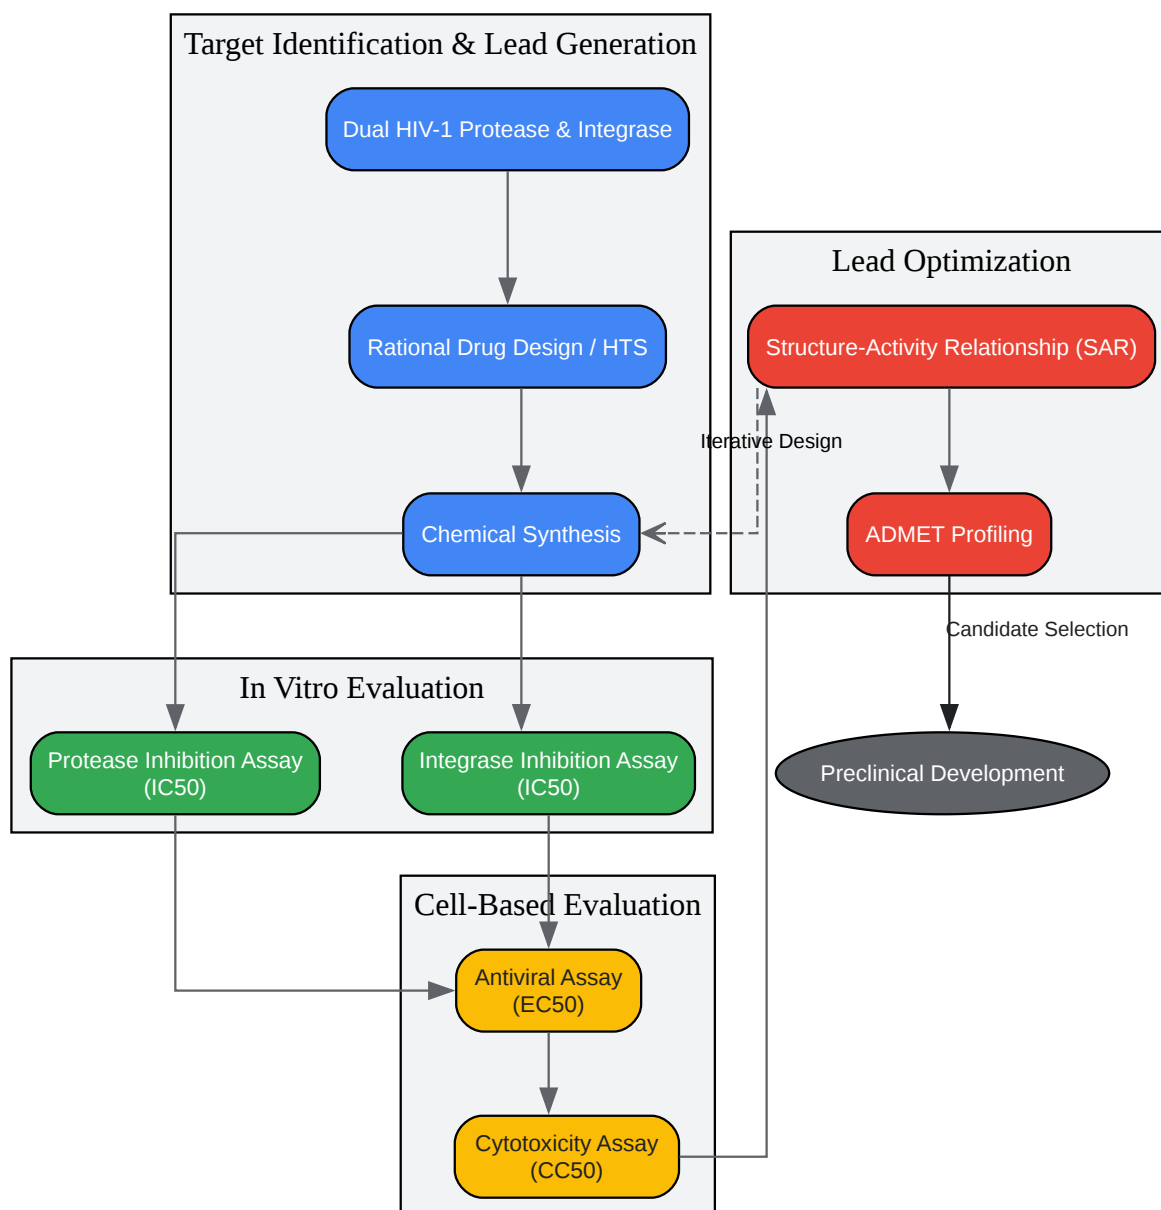 Target Identification & Lead Generation
Dual HIV-1 Protease & Integrase
Rational Drug Design / HTS
Chemical Synthesis
Lead Optimization
Structure-Activity Relationship (SAR)
Iterative Design
ADMET Profiling
Candidate Selection
Preclinical Development
In Vitro Evaluation
Protease Inhibition Assay
(IC50)
Integrase Inhibition Assay
(IC50)
Cell-Based Evaluation
Antiviral Assay
(EC50)
Cytotoxicity Assay
(CC50)